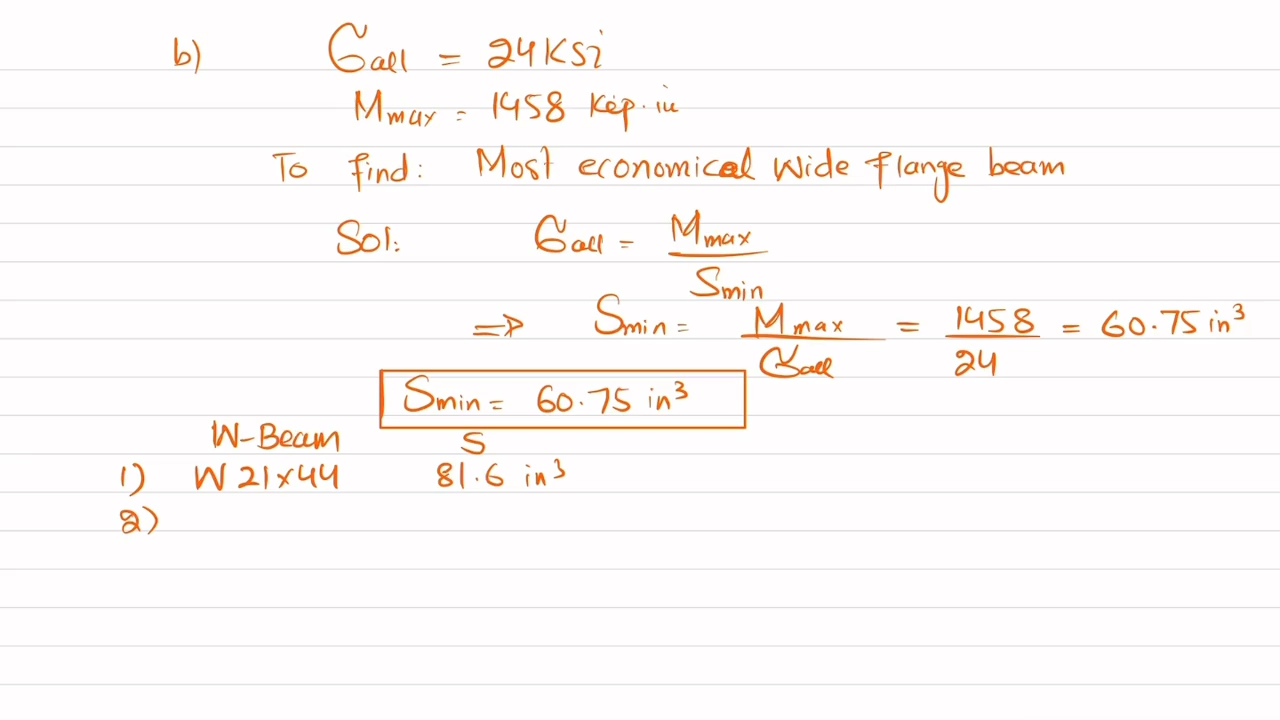 b) σall = 24 Ksi
Mmax = 1458 Kip.in
To find: Most economical wide flange beam
Sol: σall = Mmax / Smin
⇒ Smin = Mmax / σall = 1458 / 24 = 60.75 in³
Smin = 60.75 in³
W-Beam S
1) W 21x44 81.6 in³
2)